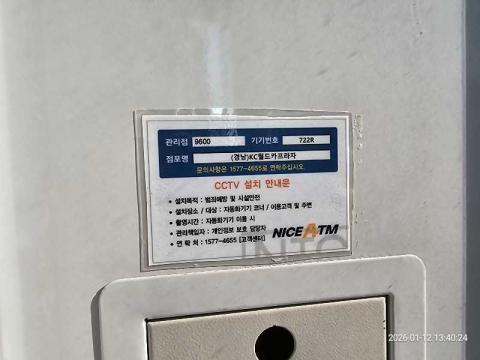 관리점 9600 기기번호 722R
점포명 (경남)KC월드카프라자
문의사항은 1577-4655로 연락주십시오.
CCTV 설치 안내문
• 설치목적 : 범죄예방 및 시설안전
• 설치장소 / 대상 : 자동화기기 코너 / 이용고객 및 주변
• 촬영시간 : 자동화기기 이용 시
• 관리책임자 : 개인정보 보호 담당자
• 연 락 처 : 1577-4655 [고객센터]
NICE ATM
2026-01-12 13:40:24